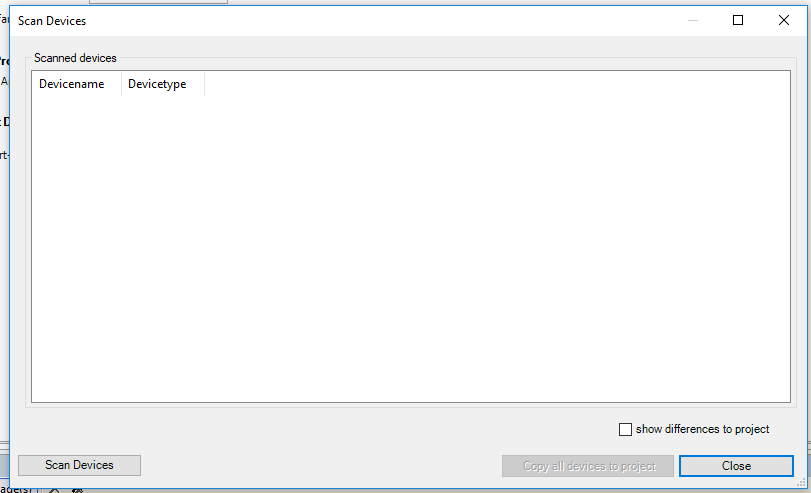 Scan Devices
Scanned devices
Devicename Devicetype
show differences to project
Scan Devices Copy all devices to project Close